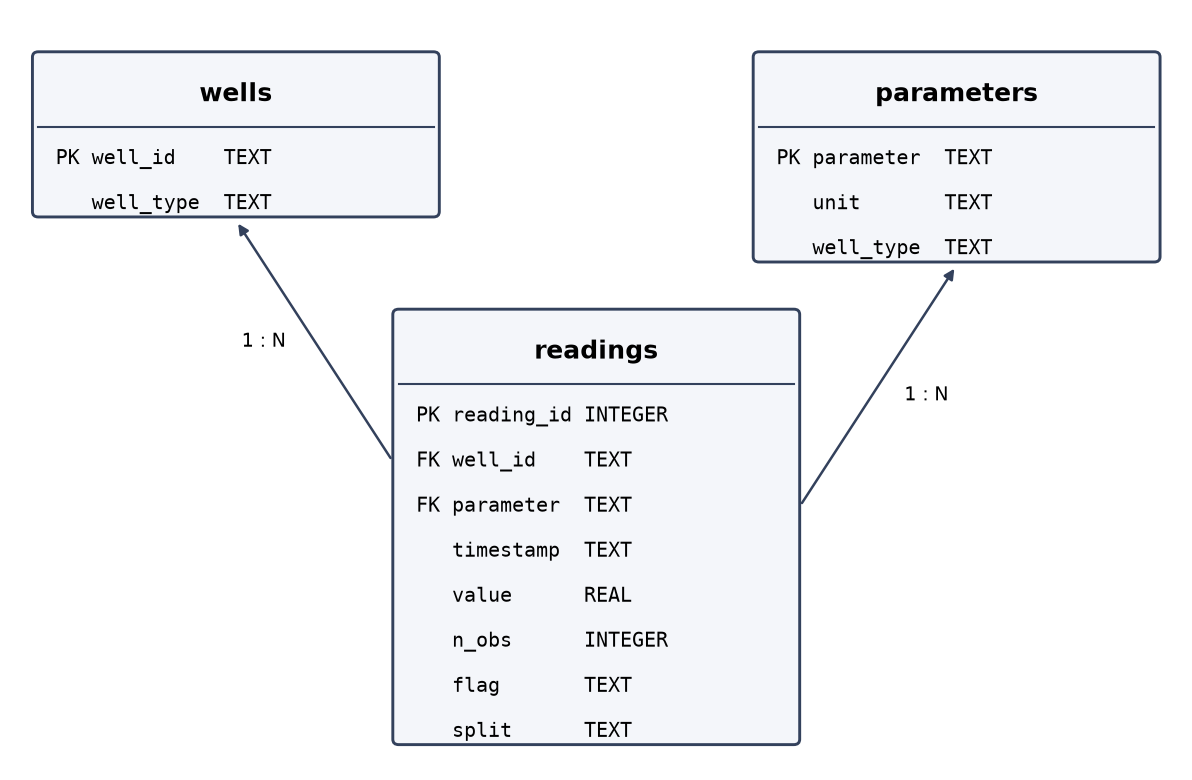 wells
PK well_id TEXT
well_type TEXT
parameters
PK parameter TEXT
unit TEXT
well_type TEXT
1 : N
1 : N
readings
PK reading_id INTEGER
FK well_id TEXT
FK parameter TEXT
timestamp TEXT
value REAL
n_obs INTEGER
flag TEXT
split TEXT